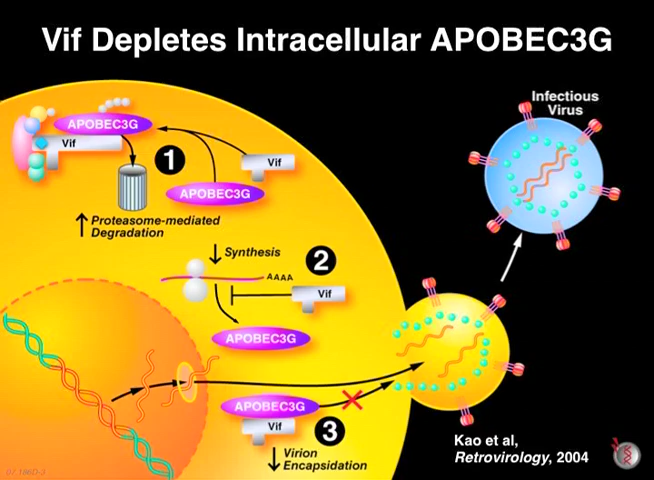 Vif Depletes Intracellular APOBEC3G
Infectious
Virus
APOBEC3G
Vif
1
Vif
APOBEC3G
↑ Proteasome-mediated
Degradation
↓ Synthesis
2
AAAA
Vif
APOBEC3G
APOBEC3G
Vif
3
↓ Virion
Encapsidation
Kao et al,
Retrovirology, 2004